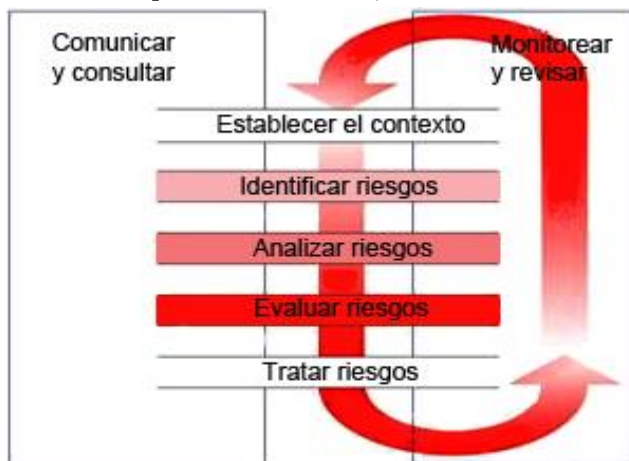 Comunicar
y consultar
Monitorear
y revisar
Establecer el contexto
Identificar riesgos
Analizar riesgos
Evaluar riesgos
Tratar riesgos